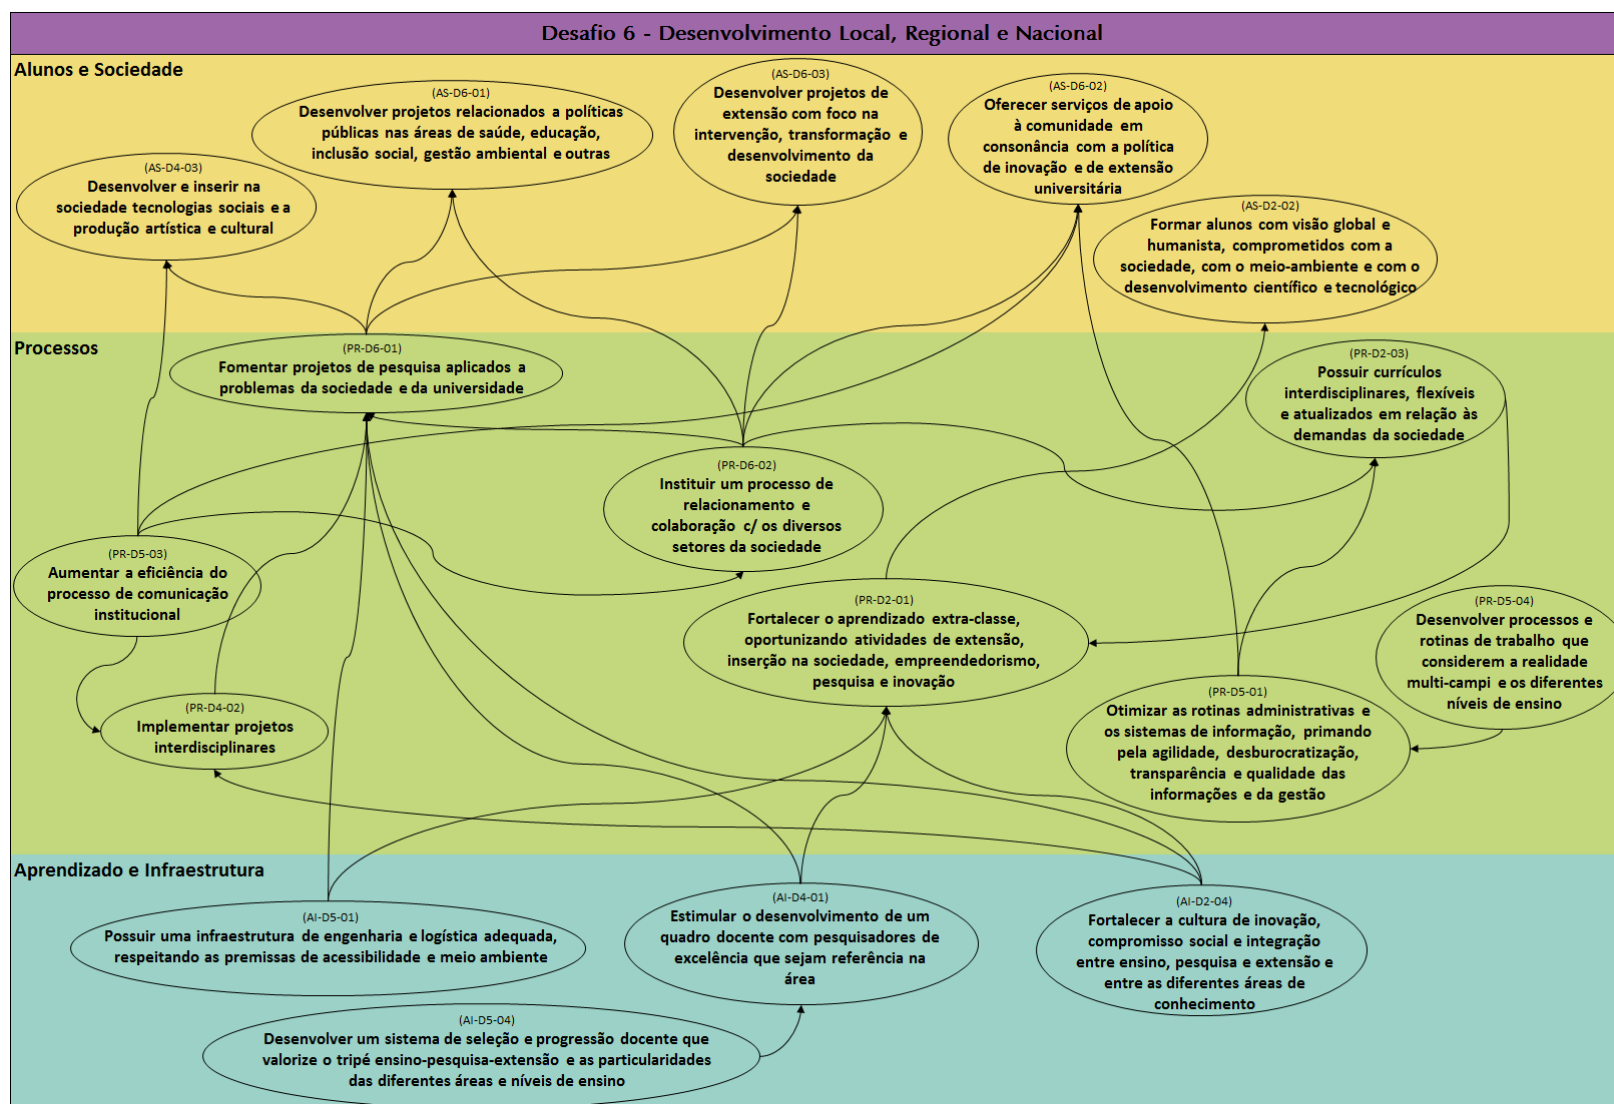 Desafio 6 - Desenvolvimento Local, Regional e Nacional
Alunos e Sociedade
(AS-D6-01)
Desenvolver projetos relacionados a políticas
públicas nas áreas de saúde, educação,
inclusão social, gestão ambiental e outras
(AS-D6-03)
Desenvolver projetos de
extensão com foco na
intervenção, transformação e
desenvolvimento da
sociedade
(AS-D6-02)
Oferecer serviços de apoio
à comunidade em
consonância com a política
de inovação e de extensão
universitária
(AS-D4-03)
Desenvolver e inserir na
sociedade tecnologias sociais e a
produção artística e cultural
(AS-D2-02)
Formar alunos com visão global e
humanista, comprometidos com a
sociedade, com o meio-ambiente e com o
desenvolvimento científico e tecnológico
Processos
(PR-D6-01)
Fomentar projetos de pesquisa aplicados a
problemas da sociedade e da universidade
(PR-D2-03)
Possuir currículos
interdisciplinares, flexíveis
e atualizados em relação às
demandas da sociedade
(PR-D6-02)
Instituir um processo de
relacionamento e
colaboração c/ os diversos
setores da sociedade
(PR-D5-03)
Aumentar a eficiência do
processo de comunicação
institucional
(PR-D2-01)
Fortalecer o aprendizado extra-classe,
oportunizando atividades de extensão,
inserção na sociedade, empreendedorismo,
pesquisa e inovação
(PR-D5-04)
Desenvolver processos e
rotinas de trabalho que
considerem a realidade
multi-campi e os diferentes
níveis de ensino
(PR-D4-02)
Implementar projetos
interdisciplinares
(PR-D5-01)
Otimizar as rotinas administrativas e
os sistemas de informação, primando
pela agilidade, desburocratização,
transparência e qualidade das
informações e da gestão
Aprendizado e Infraestrutura
(AI-D5-01)
Possuir uma infraestrutura de engenharia e logística adequada,
respeitando as premissas de acessibilidade e meio ambiente
(AI-D4-01)
Estimular o desenvolvimento de um
quadro docente com pesquisadores de
excelência que sejam referência na
área
(AI-D2-04)
Fortalecer a cultura de inovação,
compromisso social e integração
entre ensino, pesquisa e extensão e
entre as diferentes áreas de
conhecimento
(AI-D5-04)
Desenvolver um sistema de seleção e progressão docente que
valorize o tripé ensino-pesquisa-extensão e as particularidades
das diferentes áreas e níveis de ensino